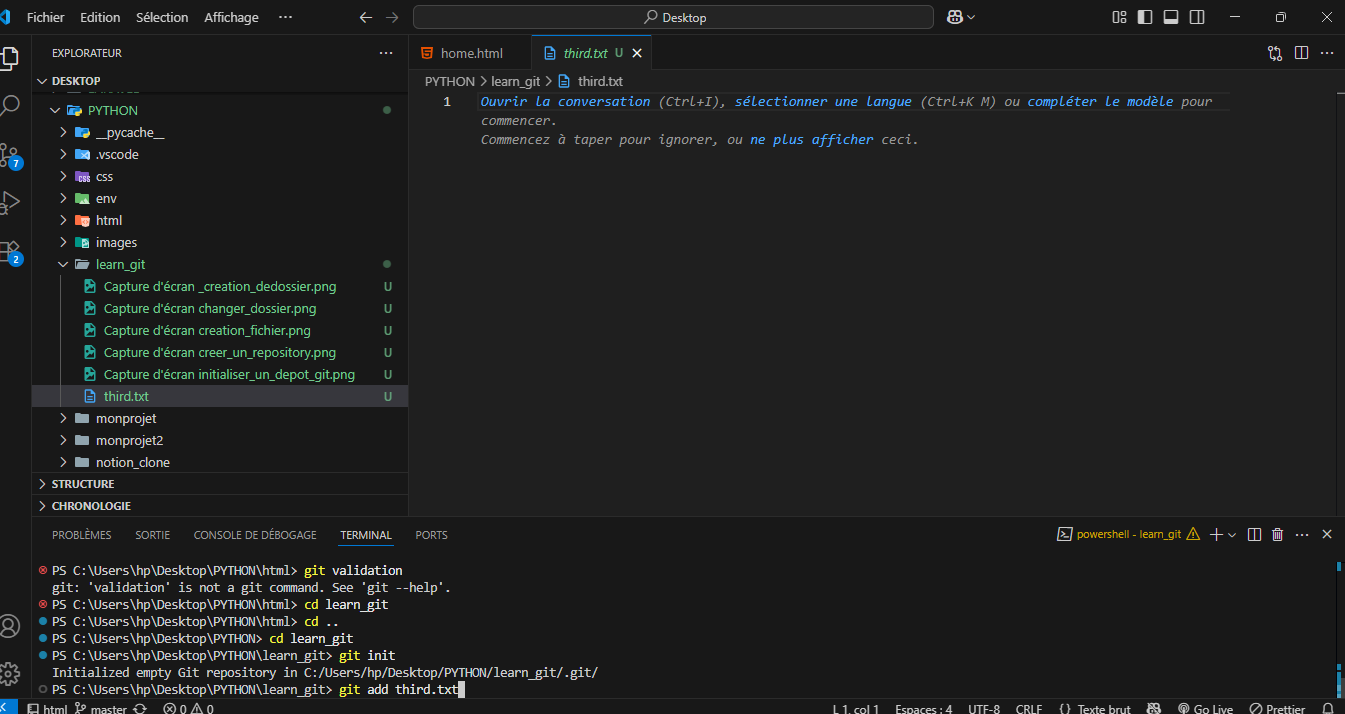 Fichier Edition Sélection Affichage ···
Desktop
EXPLORATEUR ···
DESKTOP
PYTHON
__pycache__
.vscode
css
env
html
images
learn_git
Capture d'écran _creation_dedossier.png U
Capture d'écran changer_dossier.png U
Capture d'écran creation_fichier.png U
Capture d'écran creer_un_repository.png U
Capture d'écran initialiser_un_depot_git.png U
third.txt U
monprojet
monprojet2
notion_clone
STRUCTURE
CHRONOLOGIE
7
2
home.html third.txt U
PYTHON > learn_git > third.txt
1 Ouvrir la conversation (Ctrl+I), sélectionner une langue (Ctrl+K M) ou compléter le modèle pour
commencer.
Commencez à taper pour ignorer, ou ne plus afficher ceci.
PROBLÈMES SORTIE CONSOLE DE DÉBOGAGE TERMINAL PORTS
powershell - learn_git
PS C:\Users\hp\Desktop\PYTHON\html> git validation
git: 'validation' is not a git command. See 'git --help'.
PS C:\Users\hp\Desktop\PYTHON\html> cd learn_git
PS C:\Users\hp\Desktop\PYTHON\html> cd ..
PS C:\Users\hp\Desktop\PYTHON> cd learn_git
PS C:\Users\hp\Desktop\PYTHON\learn_git> git init
Initialized empty Git repository in C:/Users/hp/Desktop/PYTHON/learn_git/.git/
PS C:\Users\hp\Desktop\PYTHON\learn_git> git add third.txt
html master 0 0 L 1, col 1 Espaces : 4 UTF-8 CRLF {} Texte brut Go Live Prettier